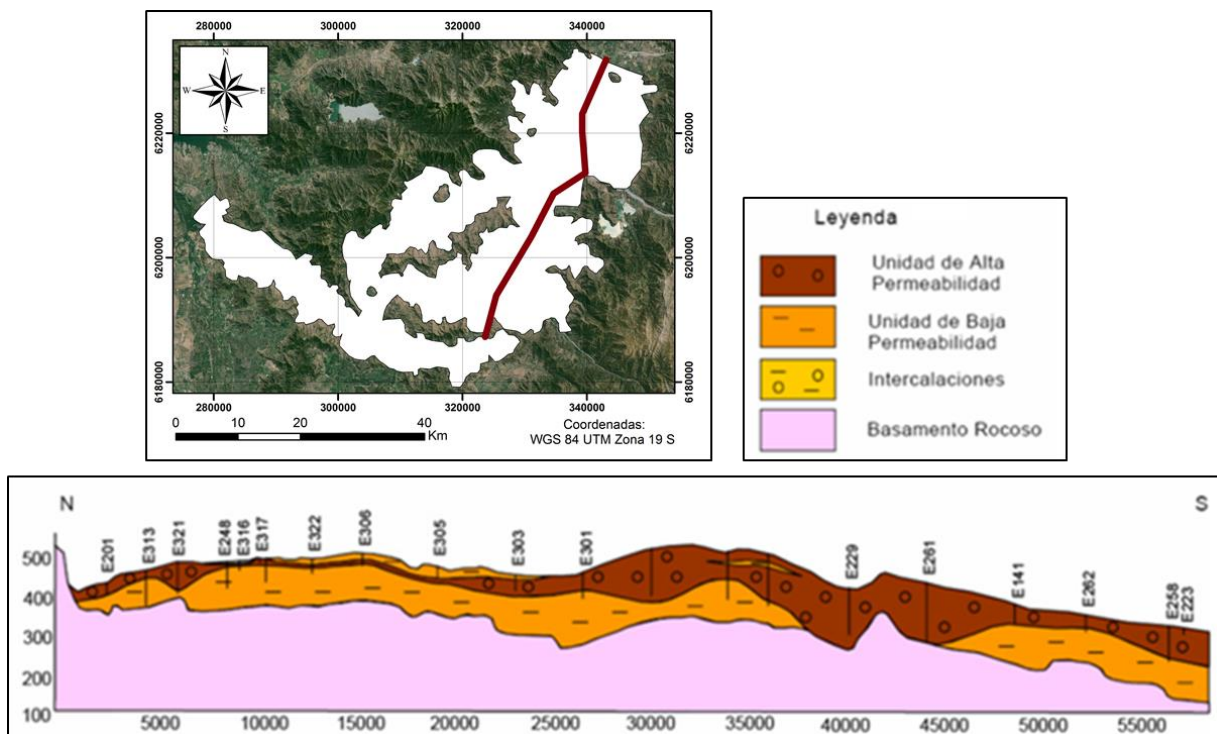 280000
300000
320000
340000
N
W
E
S
6220000
6220000
6200000
6200000
6180000
6180000
280000
300000
320000
340000
0
10
20
40
Km
Coordenadas:
WGS 84 UTM Zona 19 S
Leyenda
Unidad de Alta
Permeabilidad
Unidad de Baja
Permeabilidad
Intercalaciones
Basamento Rocoso
N
S
E201
E313
E321
E248
E316
E317
E322
E306
E305
E303
E301
E229
E261
E141
E262
E258
E223
500
400
300
200
100
5000
10000
15000
20000
25000
30000
35000
40000
45000
50000
55000